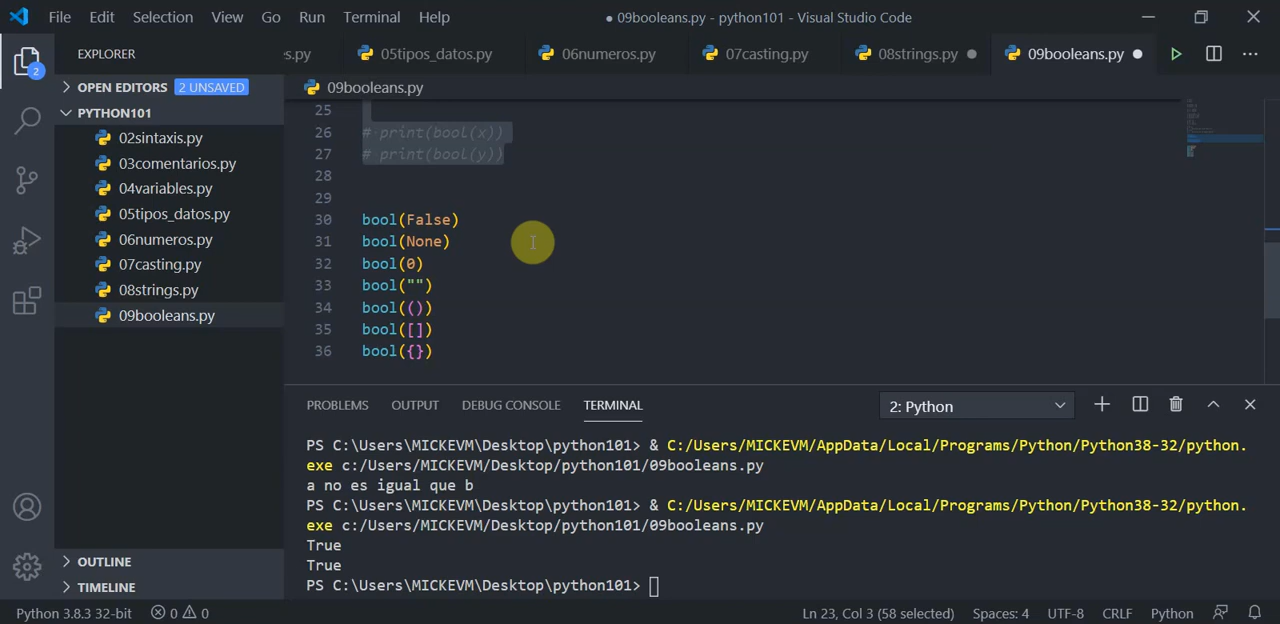 File Edit Selection View Go Run Terminal Help
● 09booleans.py - python101 - Visual Studio Code
EXPLORER
es.py 05tipos_datos.py 06numeros.py 07casting.py 08strings.py ● 09booleans.py ●
OPEN EDITORS 2 UNSAVED
09booleans.py
PYTHON101
02sintaxis.py
03comentarios.py
04variables.py
05tipos_datos.py
06numeros.py
07casting.py
08strings.py
09booleans.py
OUTLINE
TIMELINE
2
25
26 # print(bool(x))
27 # print(bool(y))
28
29
30 bool(False)
31 bool(None)
32 bool(0)
33 bool("")
34 bool(())
35 bool([])
36 bool({})
PROBLEMS OUTPUT DEBUG CONSOLE TERMINAL 2: Python
PS C:\Users\MICKEVM\Desktop\python101> & C:/Users/MICKEVM/AppData/Local/Programs/Python/Python38-32/python.
exe c:/Users/MICKEVM/Desktop/python101/09booleans.py
a no es igual que b
PS C:\Users\MICKEVM\Desktop\python101> & C:/Users/MICKEVM/AppData/Local/Programs/Python/Python38-32/python.
exe c:/Users/MICKEVM/Desktop/python101/09booleans.py
True
True
PS C:\Users\MICKEVM\Desktop\python101>
Python 3.8.3 32-bit 0 0 Ln 23, Col 3 (58 selected) Spaces: 4 UTF-8 CRLF Python